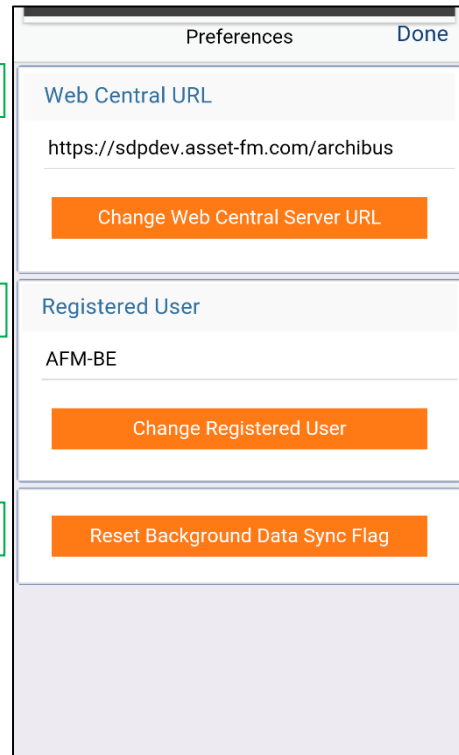 Preferences
Done
Web Central URL
https://sdpdev.asset-fm.com/archibus
Change Web Central Server URL
Registered User
AFM-BE
Change Registered User
Reset Background Data Sync Flag